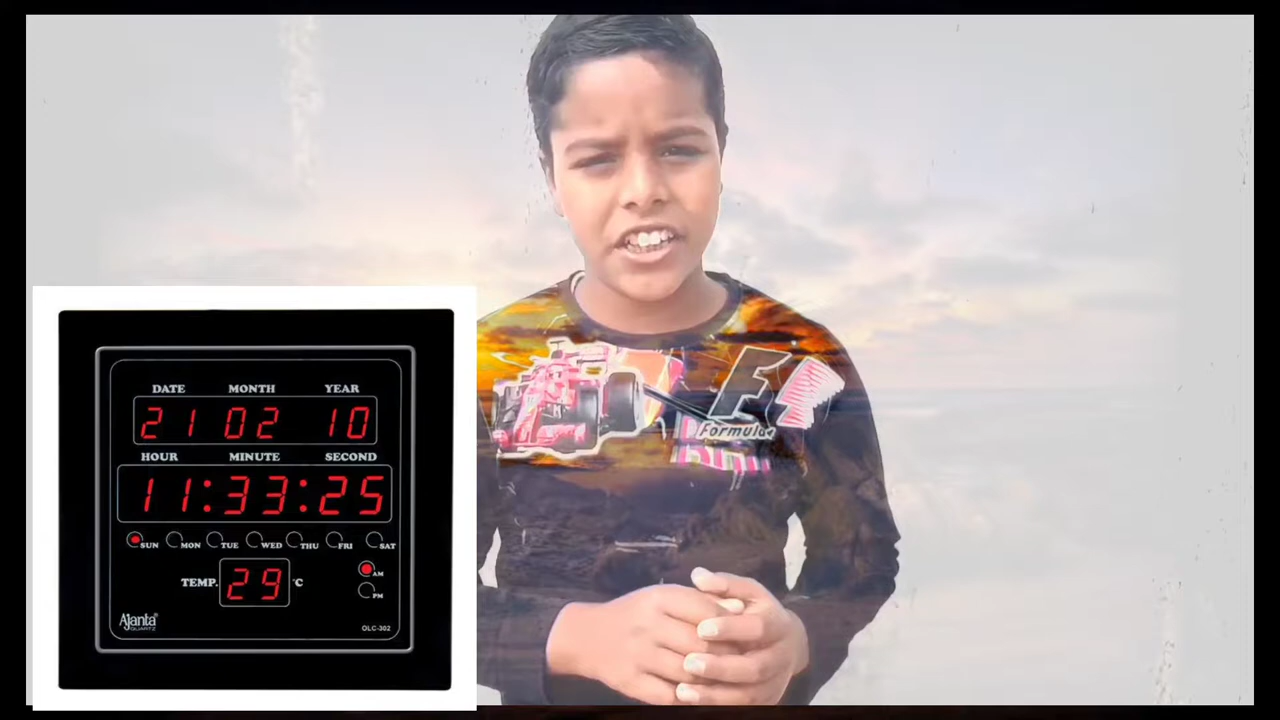 DATE MONTH YEAR
21 02 10
HOUR MINUTE SECOND
11:33:25
SUN MON TUE WED THU FRI SAT
TEMP. 29 °C
AM
PM
Ajanta
QUARTZ
OLC-302
F1
Formula